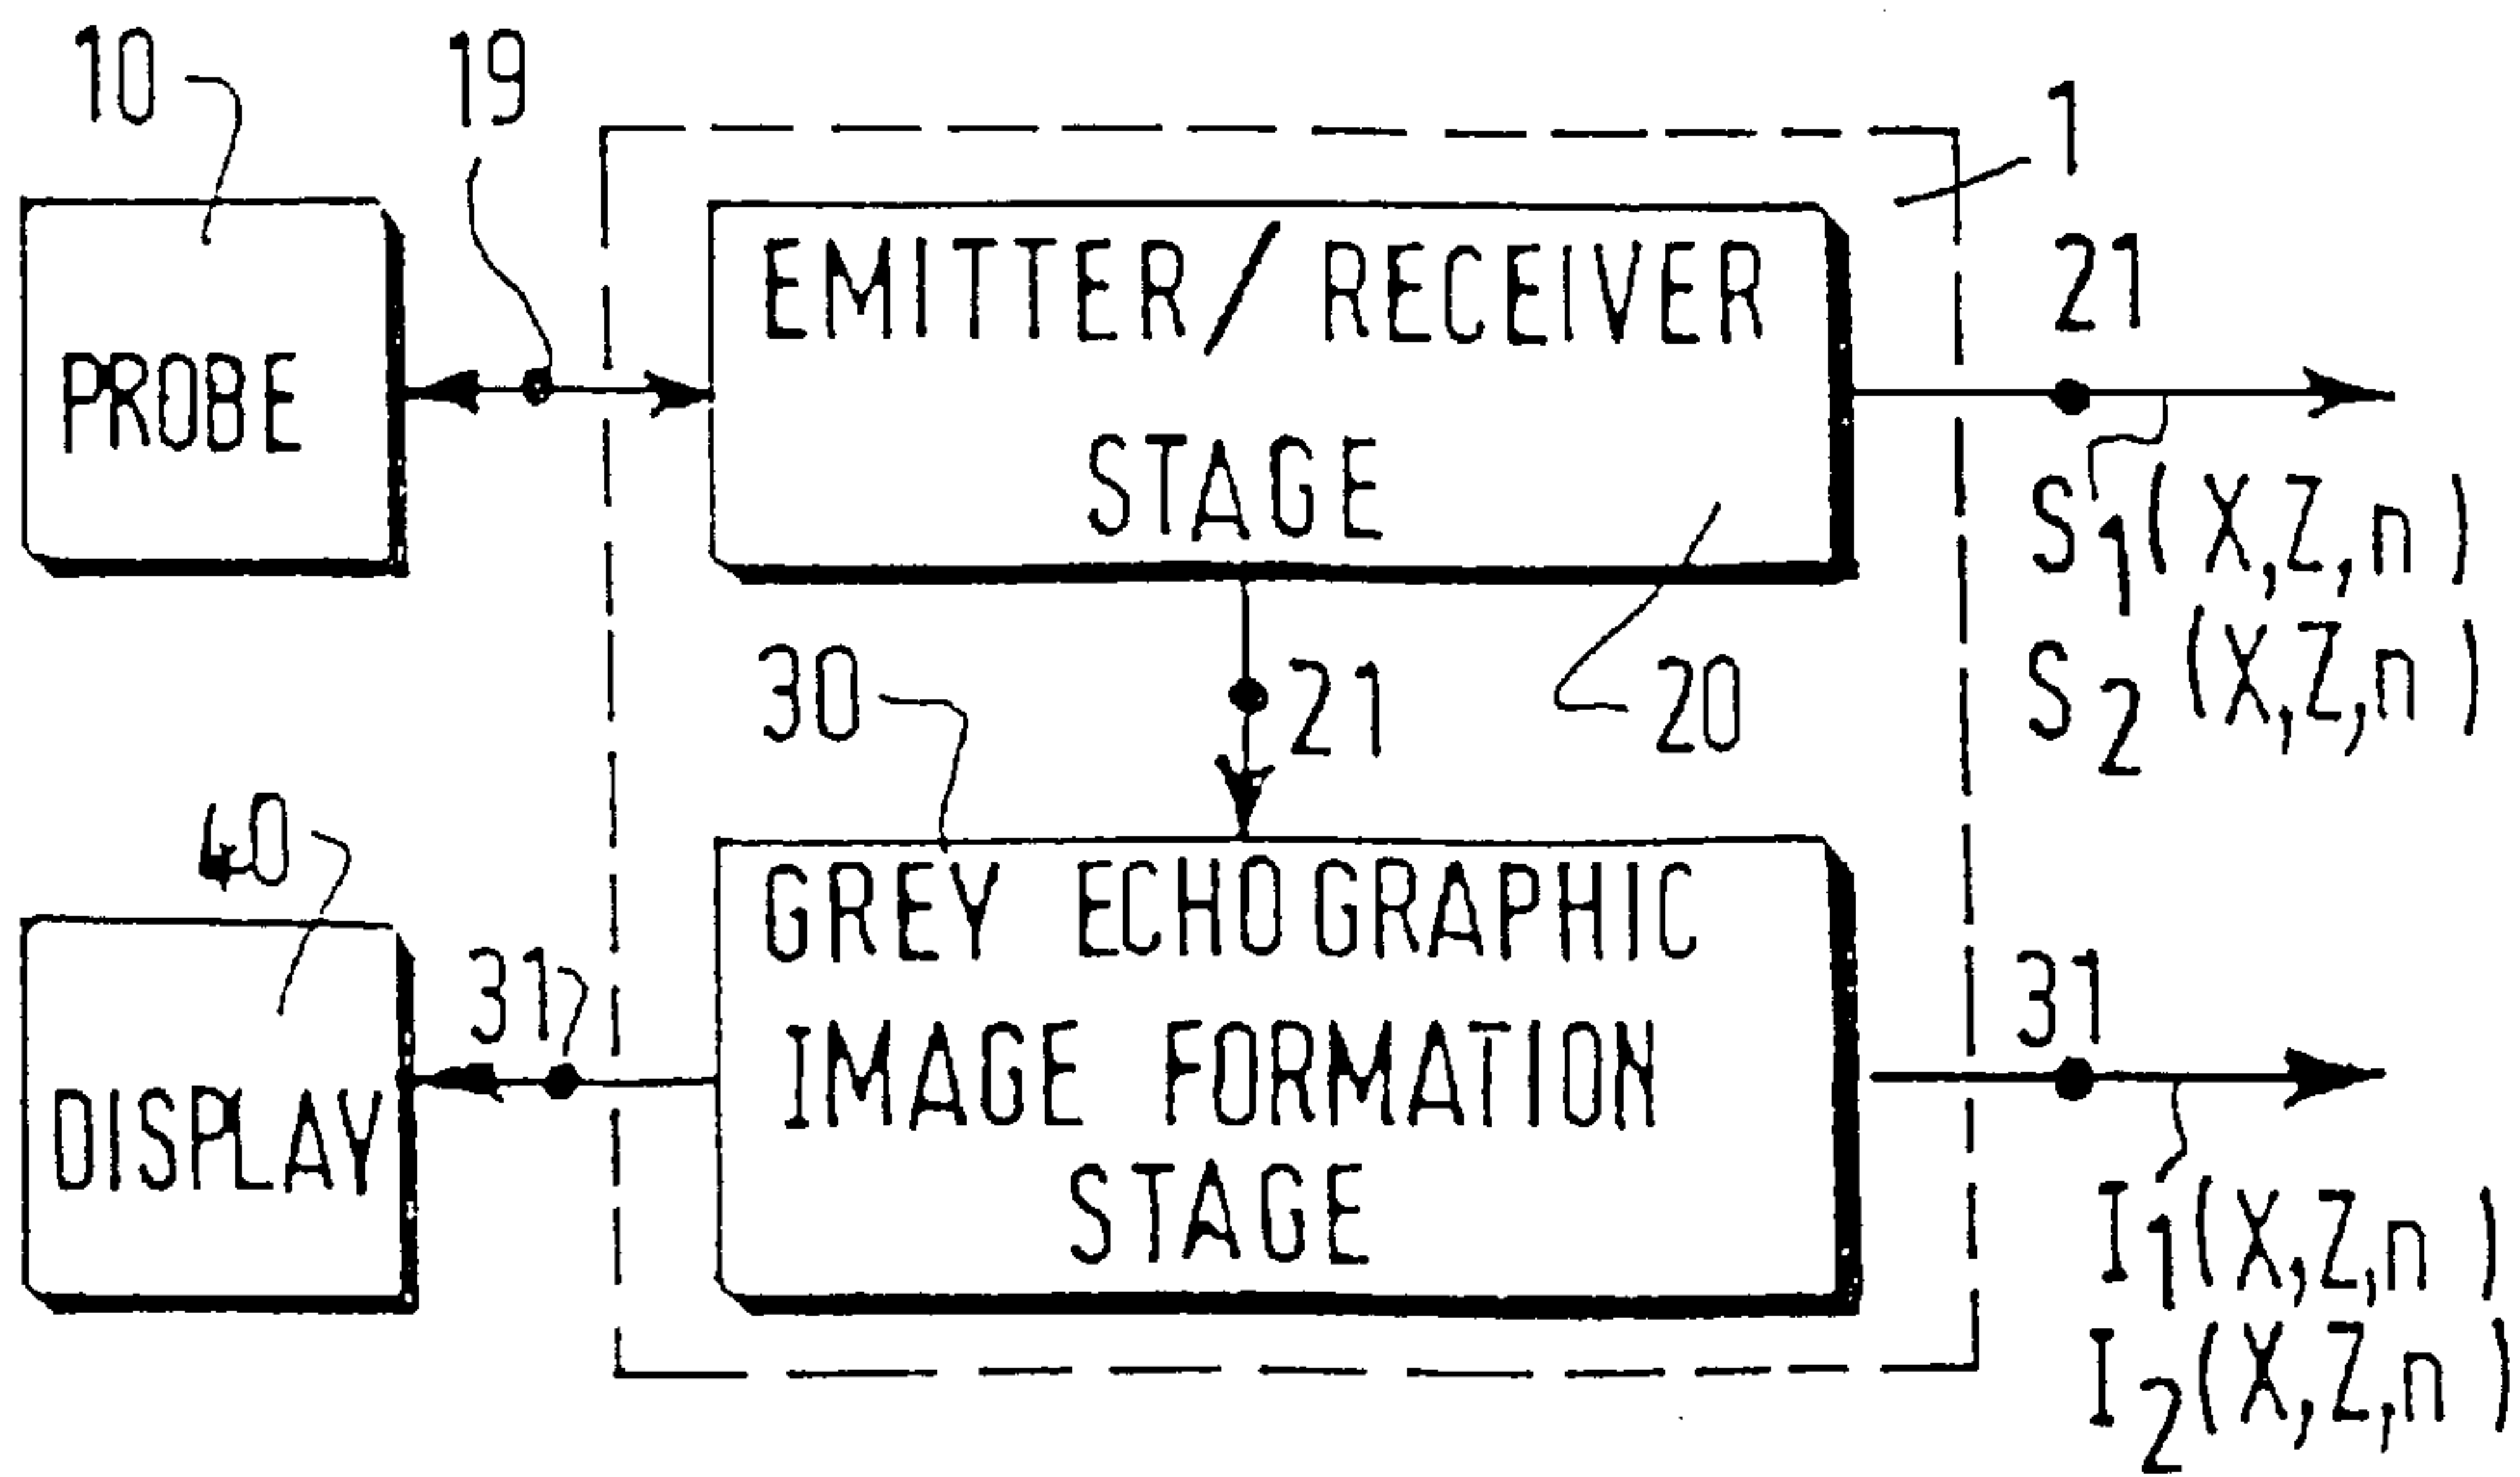 10
19
1
PROBE
EMITTER/RECEIVER
STAGE
21
S1(X,Z,n)
S2(X,Z,n)
30
21
20
40
DISPLAY
31
GREY ECHOGRAPHIC
IMAGE FORMATION
STAGE
31
I1(X,Z,n)
I2(X,Z,n)